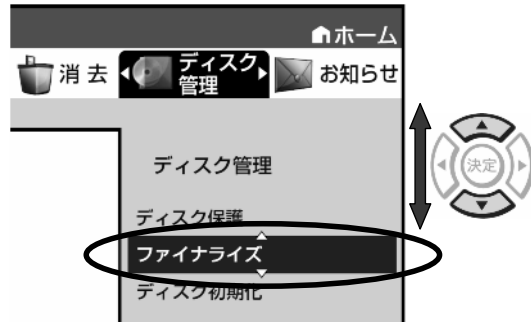 ホーム
消去
ディスク
管理
お知らせ
ディスク管理
ディスク保護
ファイナライズ
ディスク初期化
決定